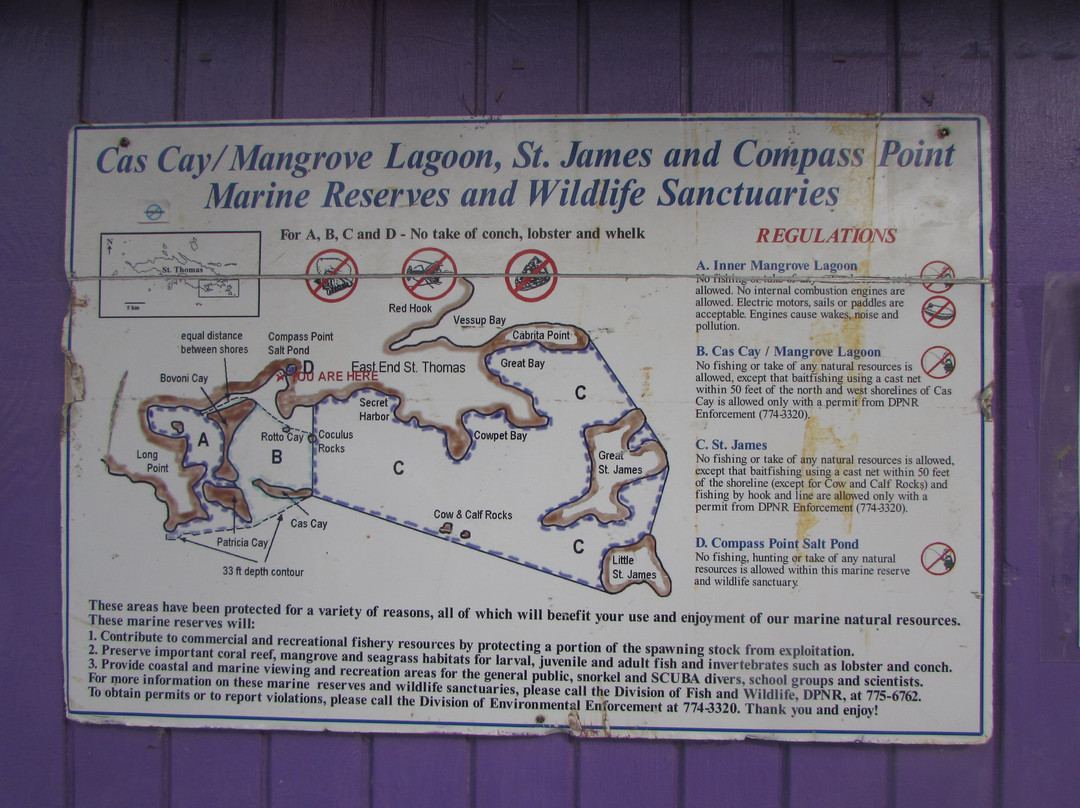 Cas Cay/Mangrove Lagoon, St. James and Compass Point
Marine Reserves and Wildlife Sanctuaries
For A, B, C and D - No take of conch, lobster and whelk
N
St. Thomas
Red Hook
Vessup Bay
Cabrita Point
equal distance
between shores
Compass Point
Salt Pond
D
YOU ARE HERE
East End St. Thomas
Great Bay
Bovoni Cay
Secret
Harbor
C
A
Rotto Cay
Coculus
Rocks
Cowpet Bay
Long
Point
B
C
Great
St. James
Cas Cay
Cow & Calf Rocks
Patricia Cay
C
33 ft depth contour
Little
St. James
REGULATIONS
A. Inner Mangrove Lagoon
No fishing or take of any natural resources is
allowed. No internal combustion engines are
allowed. Electric motors, sails or paddles are
acceptable. Engines cause wakes, noise and
pollution.
B. Cas Cay / Mangrove Lagoon
No fishing or take of any natural resources is
allowed, except that baitfishing using a cast net
within 50 feet of the north and west shorelines of Cas
Cay is allowed only with a permit from DPNR
Enforcement (774-3320).
C. St. James
No fishing or take of any natural resources is allowed,
except that baitfishing using a cast net within 50 feet
of the shoreline (except for Cow and Calf Rocks) and
fishing by hook and line are allowed only with a
permit from DPNR Enforcement (774-3320).
D. Compass Point Salt Pond
No fishing, hunting or take of any natural
resources is allowed within this marine reserve
and wildlife sanctuary.
These areas have been protected for a variety of reasons, all of which will benefit your use and enjoyment of our marine natural resources.
These marine reserves will:
1. Contribute to commercial and recreational fishery resources by protecting a portion of the spawning stock from exploitation.
2. Preserve important coral reef, mangrove and seagrass habitats for larval, juvenile and adult fish and invertebrates such as lobster and conch.
3. Provide coastal and marine viewing and recreation areas for the general public, snorkel and SCUBA divers, school groups and scientists.
For more information on these marine reserves and wildlife sanctuaries, please call the Division of Fish and Wildlife, DPNR, at 775-6762.
To obtain permits or to report violations, please call the Division of Environmental Enforcement at 774-3320. Thank you and enjoy!